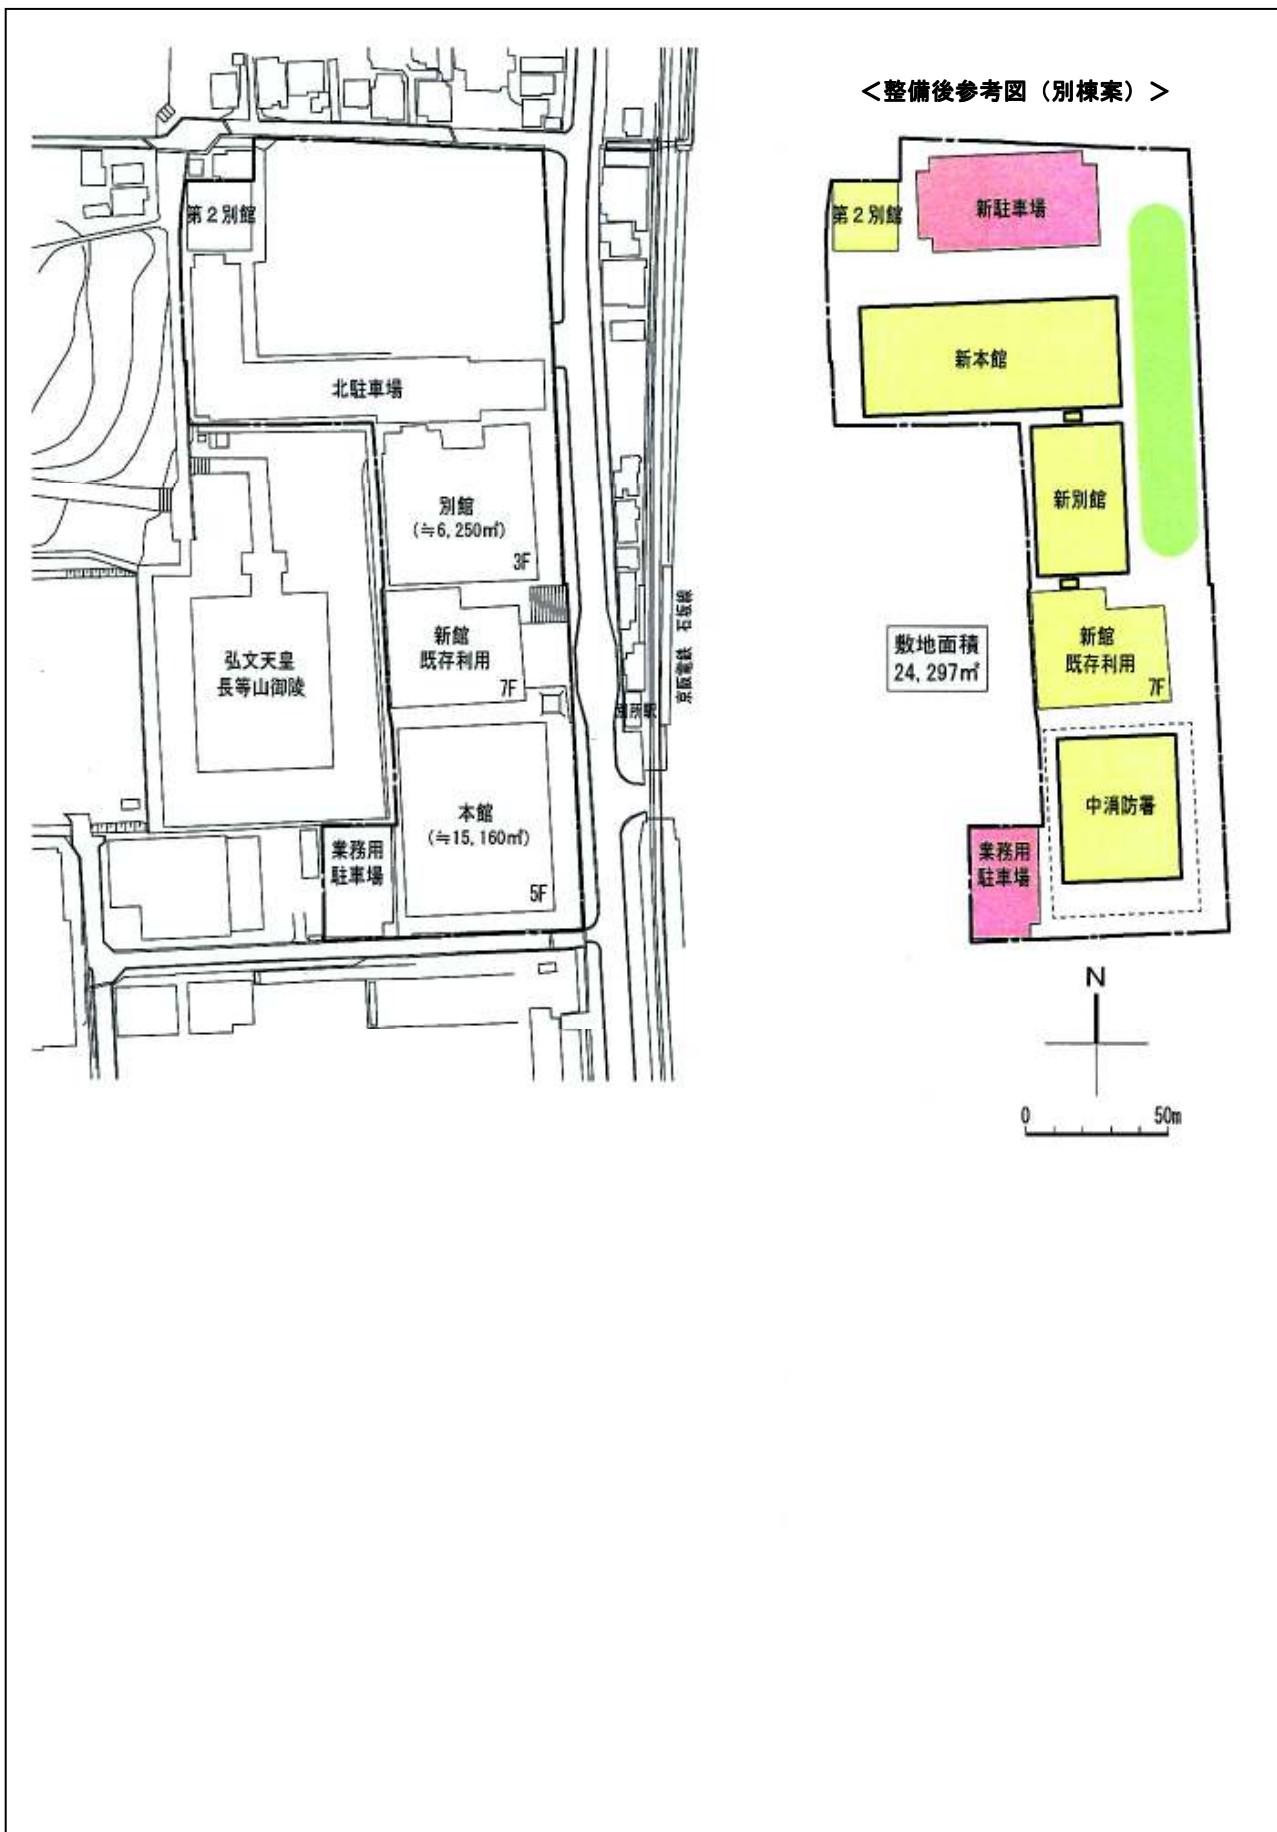 ＜整備後参考図（別棟案）＞
第２別館
北駐車場
別館
(≒6,250㎡)
3F
新館
既存利用
7F
弘文天皇
長等山御陵
本館
(≒15,160㎡)
5F
業務用
駐車場
京阪電鉄 石坂線
別所駅
第２別館
新駐車場
新本館
新別館
敷地面積
24,297㎡
新館
既存利用
7F
中消防署
業務用
駐車場
N
0 50m